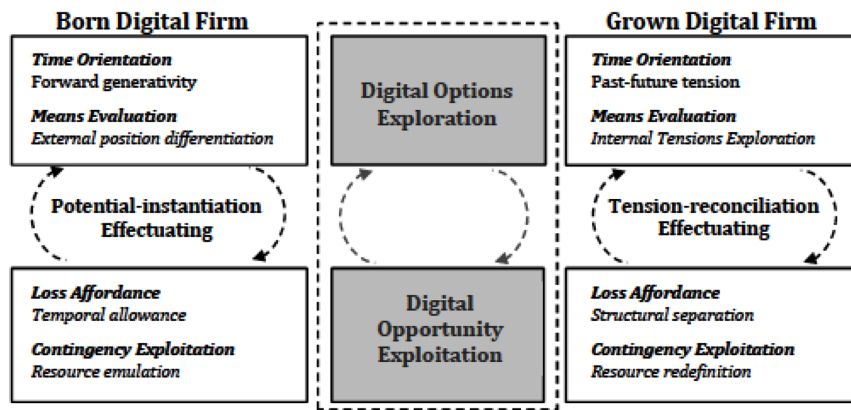 Born Digital Firm
Time Orientation
Forward generativity
Means Evaluation
External position differentiation
Potential-instantiation
Effectuating
Loss Affordance
Temporal allowance
Contingency Exploitation
Resource emulation
Digital Options
Exploration
Digital
Opportunity
Exploitation
Grown Digital Firm
Time Orientation
Past-future tension
Means Evaluation
Internal Tensions Exploration
Tension-reconciliation
Effectuating
Loss Affordance
Structural separation
Contingency Exploitation
Resource redefinition